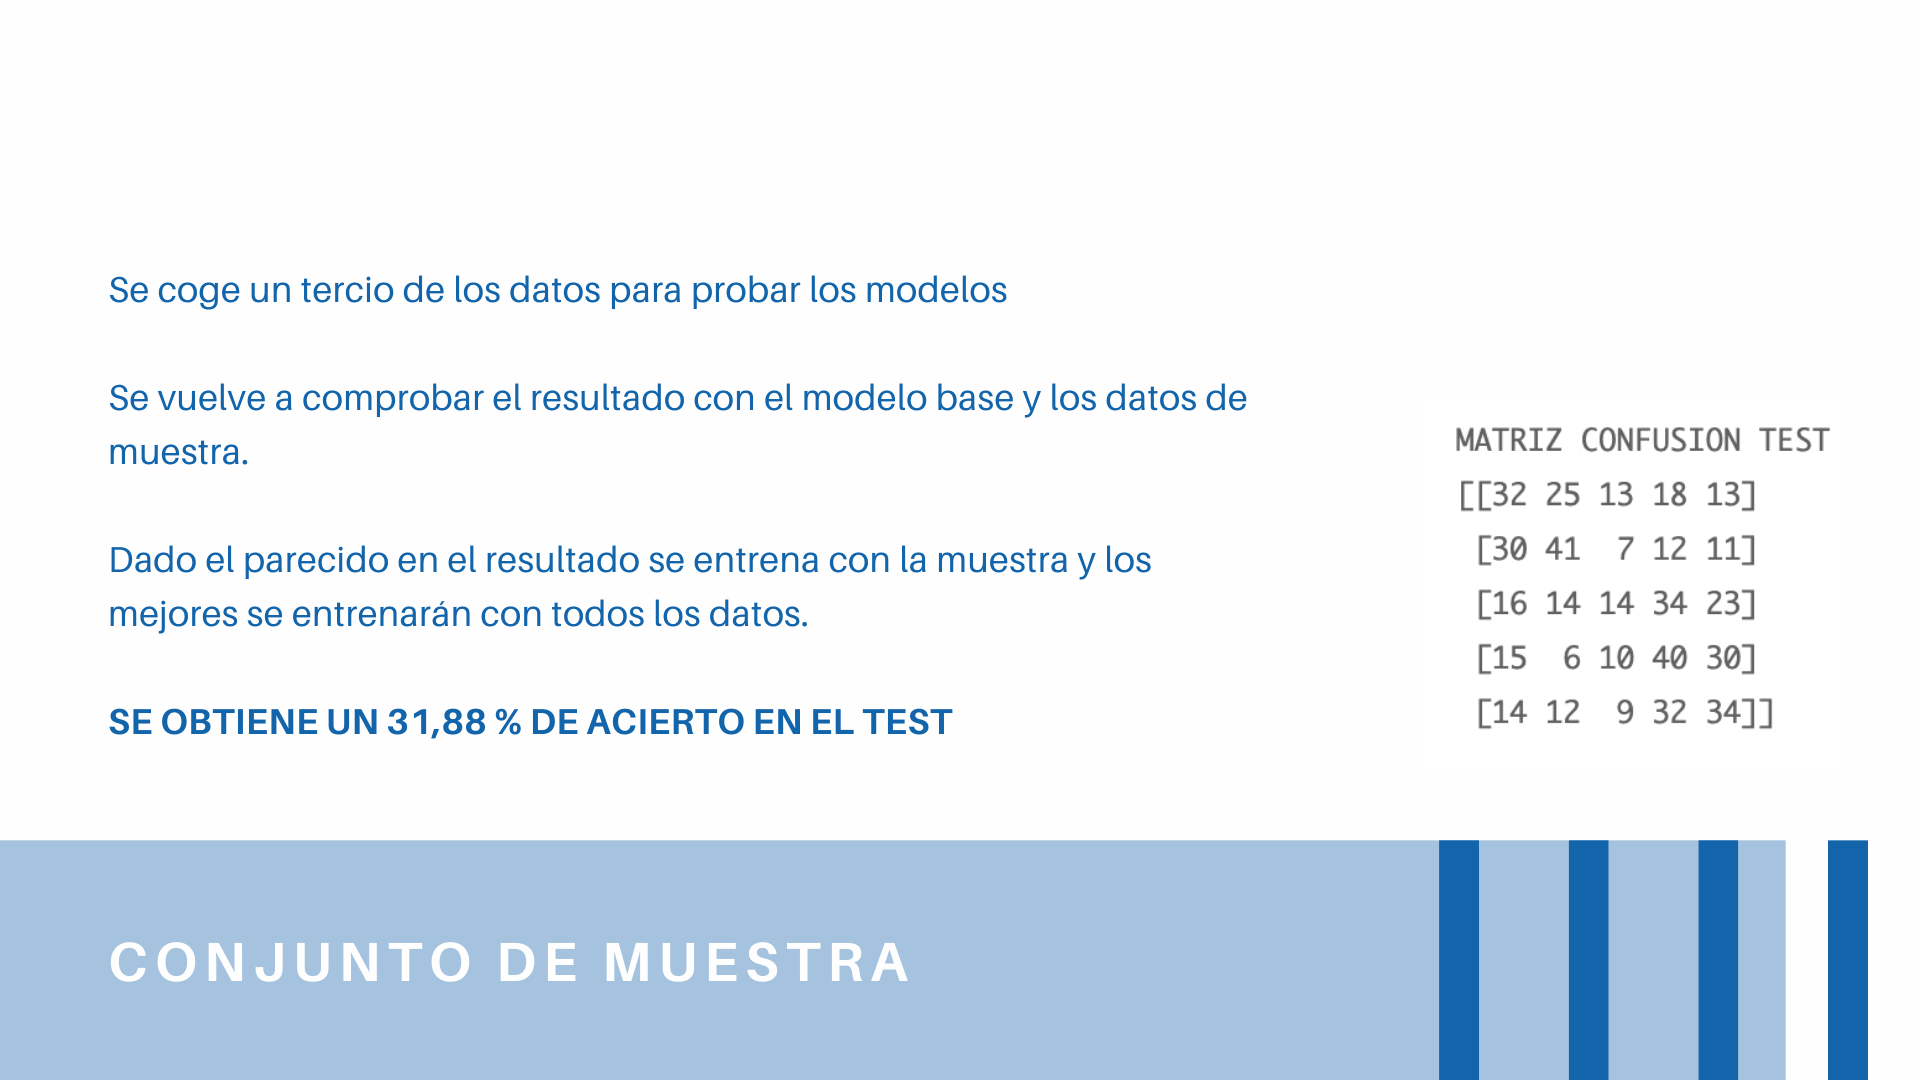 Se coge un tercio de los datos para probar los modelos
Se vuelve a comprobar el resultado con el modelo base y los datos de
muestra.
Dado el parecido en el resultado se entrena con la muestra y los
mejores se entrenarán con todos los datos.
SE OBTIENE UN 31,88 % DE ACIERTO EN EL TEST
MATRIZ CONFUSION TEST
[[32 25 13 18 13]
[30 41 7 12 11]
[16 14 14 34 23]
[15 6 10 40 30]
[14 12 9 32 34]]
CONJUNTO DE MUESTRA